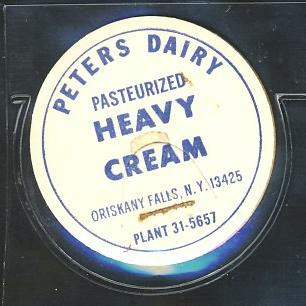 PETERS DAIRY
PASTEURIZED
HEAVY
CREAM
ORISKANY FALLS, N.Y. 13425
PLANT 31-5657